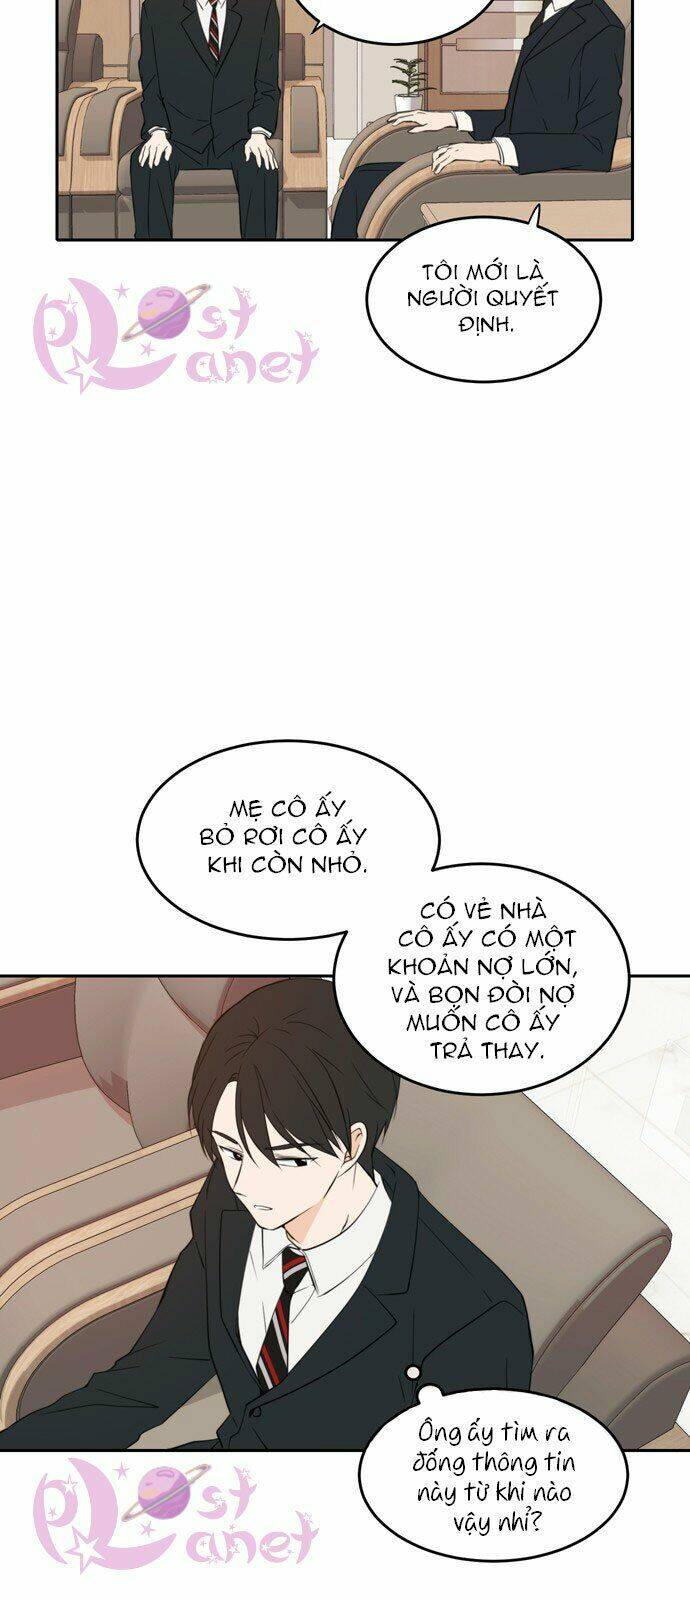 TÔI MỚI LÀ
NGƯỜI QUYẾT
ĐỊNH.
Lost
Planet
MẸ CÔ ẤY
BỎ RƠI CÔ ẤY
KHI CÒN NHỎ.
CÓ VẺ NHÀ
CÔ ẤY CÓ MỘT
KHOẢN NỢ LỚN,
VÀ BỌN ĐÒI NỢ
MUỐN CÔ ẤY
TRẢ THAY.
Ông ấy tìm ra
đống thông tin
này từ khi nào
vậy nhỉ?
Lost
Planet